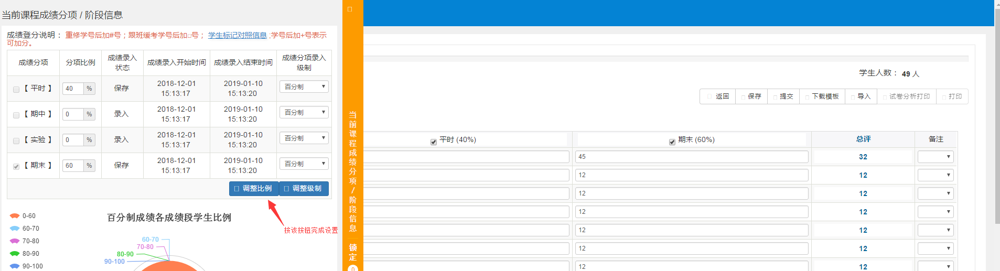 当前课程成绩分项 / 阶段信息
成绩登分说明： 重修学号后加#号；跟班缓考学号后加□号； 学生标记对照信息 ;学号后加+号表示
可加分。
成绩分项 分项比例 成绩录入状态 成绩录入开始时间 成绩录入结束时间 成绩分项录入级制
【 平时 】 40 % 保存 2018-12-01 15:13:17 2019-01-10 15:13:20 百分制
【 期中 】 0 % 录入 2018-12-01 15:13:17 2019-01-10 15:13:20 百分制
【 实验 】 0 % 录入 2018-12-01 15:13:17 2019-01-10 15:13:20 百分制
【 期末 】 60 % 保存 2018-12-01 15:13:17 2019-01-10 15:13:20 百分制
调整比例 调整级制
按该按钮完成设置
百分制成绩各成绩段学生比例
0-60
60-70
70-80
80-90
90-100
60-70
70-80
80-90
90-100
当前课程成绩分项/阶段信息
锁定
0
学生人数： 49 人
返回 保存 提交 下载模板 导入 试卷分析打印 打印
平时 (40%) 期末 (60%) 总评 备注
45 32
12 12
12 12
12 12
12 12
12 12
12 12